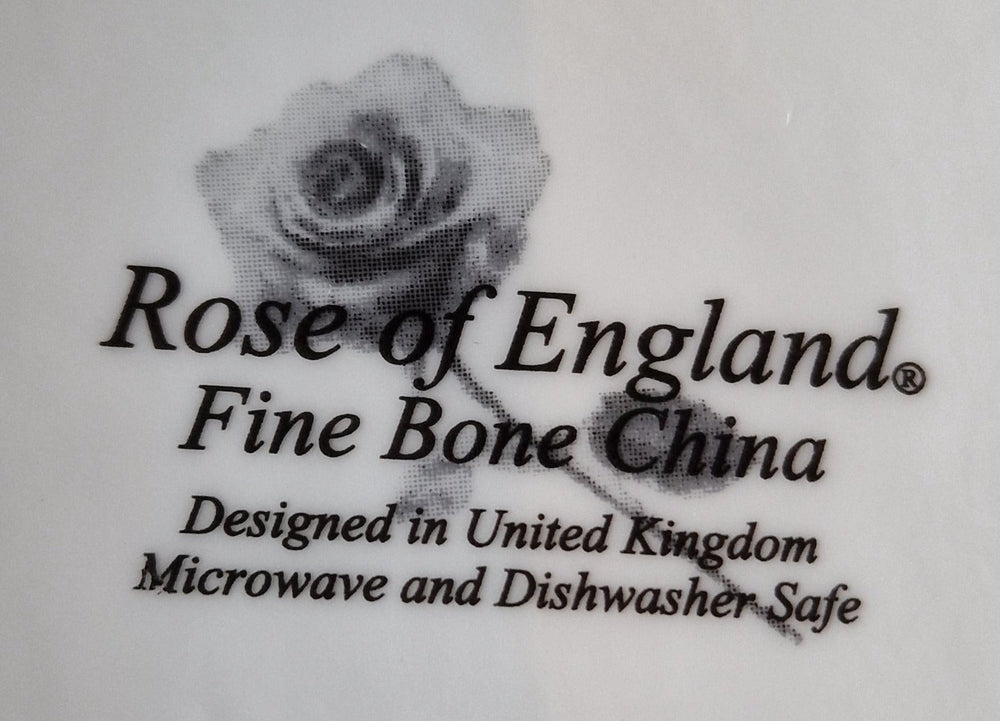 Rose of England®
Fine Bone China
Designed in United Kingdom
Microwave and Dishwasher Safe